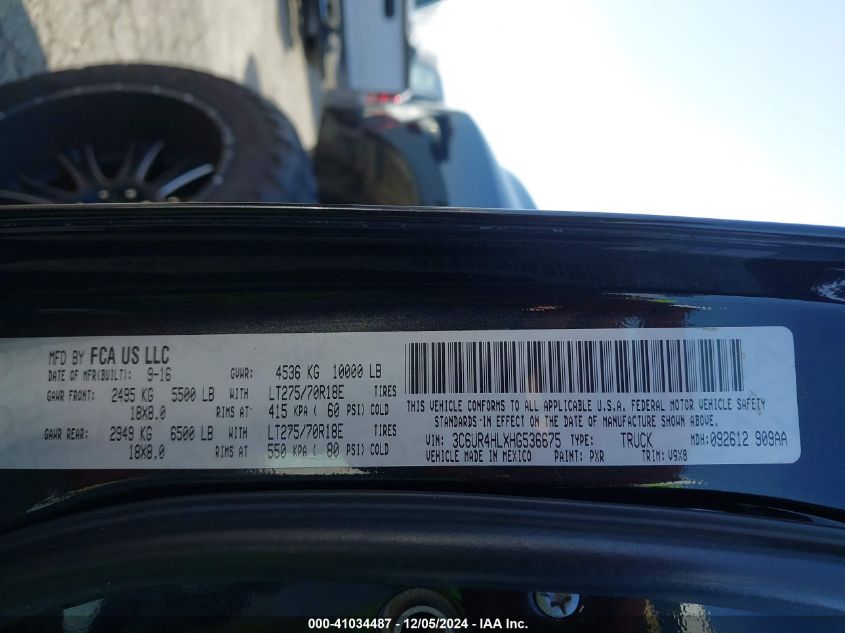 MFD BY FCA US LLC
DATE OF MFR(BUILT): 9-16 GVWR: 4536 KG 10000 LB
GAWR FRONT: 2495 KG 5500 LB WITH LT275/70R18E TIRES
18X8.0 RIMS AT 415 KPA ( 60 PSI) COLD
GAWR REAR: 2949 KG 6500 LB WITH LT275/70R18E TIRES
18X8.0 RIMS AT 550 KPA ( 80 PSI) COLD
THIS VEHICLE CONFORMS TO ALL APPLICABLE U.S.A. FEDERAL MOTOR VEHICLE SAFETY
STANDARDS IN EFFECT ON THE DATE OF MANUFACTURE SHOWN ABOVE.
VIN: 3C6UR4HLXHG536675 TYPE: TRUCK MDH: 092612 909AA
VEHICLE MADE IN MEXICO PAINT: PXR TRIM: V9X8
000-41034487 - 12/05/2024 - IAA, Inc.